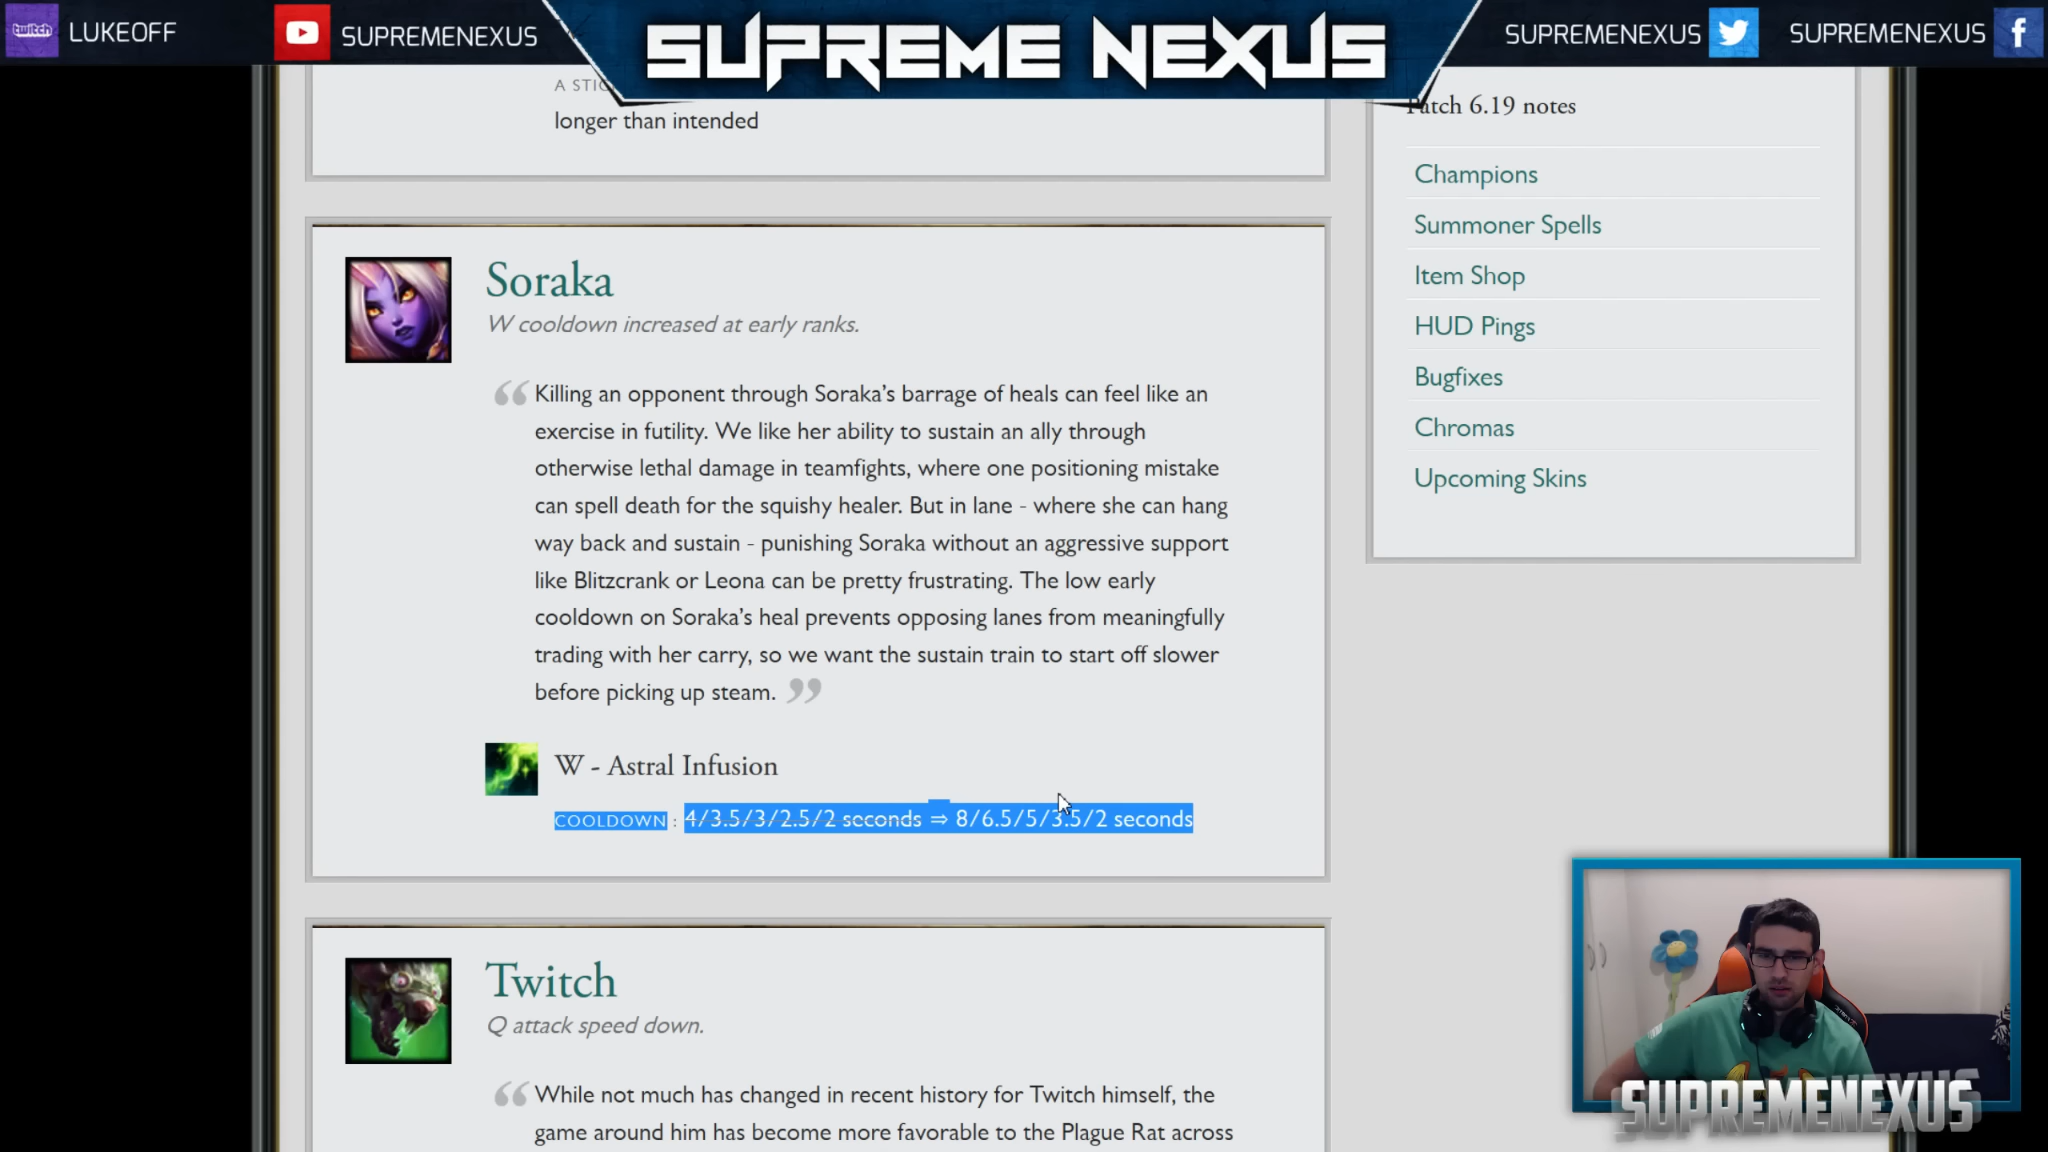 twitch LUKEOFF
SUPREMENEXUS
SUPREME NEXUS
SUPREMENEXUS
SUPREMENEXUS
longer than intended
Soraka
W cooldown increased at early ranks.
“Killing an opponent through Soraka’s barrage of heals can feel like an
exercise in futility. We like her ability to sustain an ally through
otherwise lethal damage in teamfights, where one positioning mistake
can spell death for the squishy healer. But in lane - where she can hang
way back and sustain - punishing Soraka without an aggressive support
like Blitzcrank or Leona can be pretty frustrating. The low early
cooldown on Soraka’s heal prevents opposing lanes from meaningfully
trading with her carry, so we want the sustain train to start off slower
before picking up steam.”
W - Astral Infusion
COOLDOWN : 4/3.5/3/2.5/2 seconds ⇒ 8/6.5/5/3.5/2 seconds
Twitch
Q attack speed down.
“While not much has changed in recent history for Twitch himself, the
game around him has become more favorable to the Plague Rat across
Patch 6.19 notes
Champions
Summoner Spells
Item Shop
HUD Pings
Bugfixes
Chromas
Upcoming Skins
SUPREMENEXUS